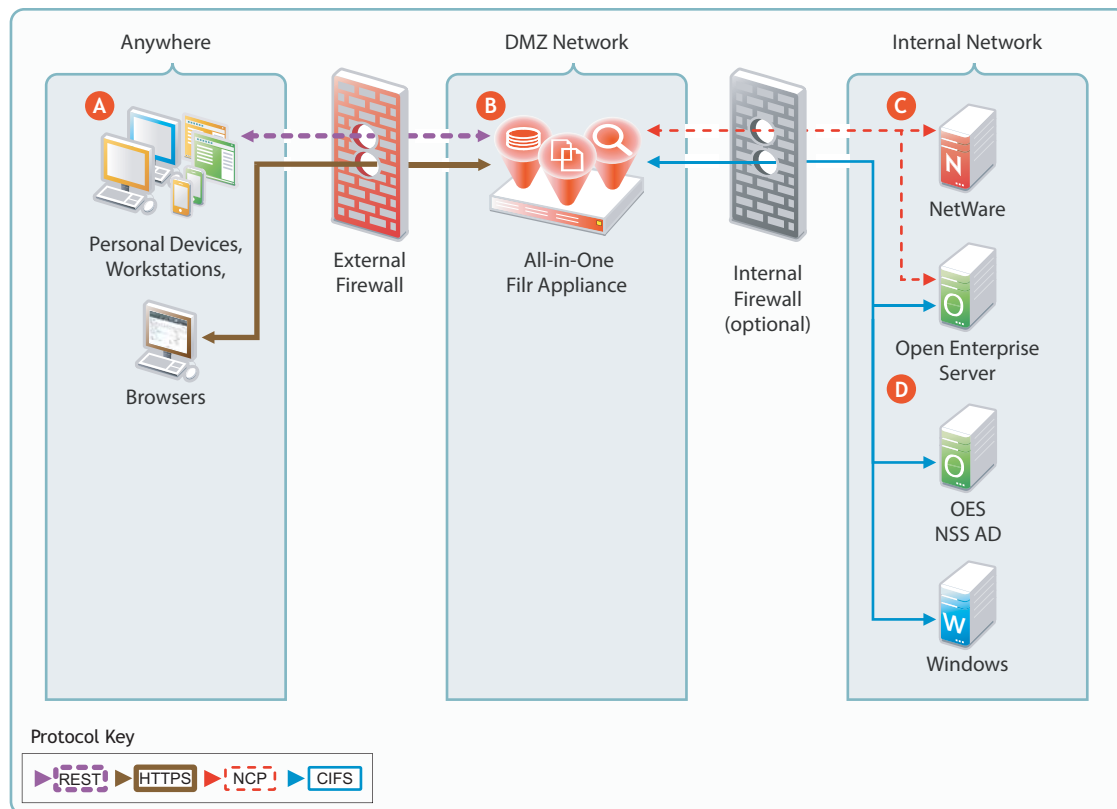 Anywhere
DMZ Network
Internal Network
A
B
C
N
NetWare
Personal Devices,
Workstations,
External
Firewall
All-in-One
Filr Appliance
Internal
Firewall
(optional)
O
Open Enterprise
Server
Browsers
D
O
OES
NSS AD
W
Windows
Protocol Key
REST
HTTPS
NCP
CIFS